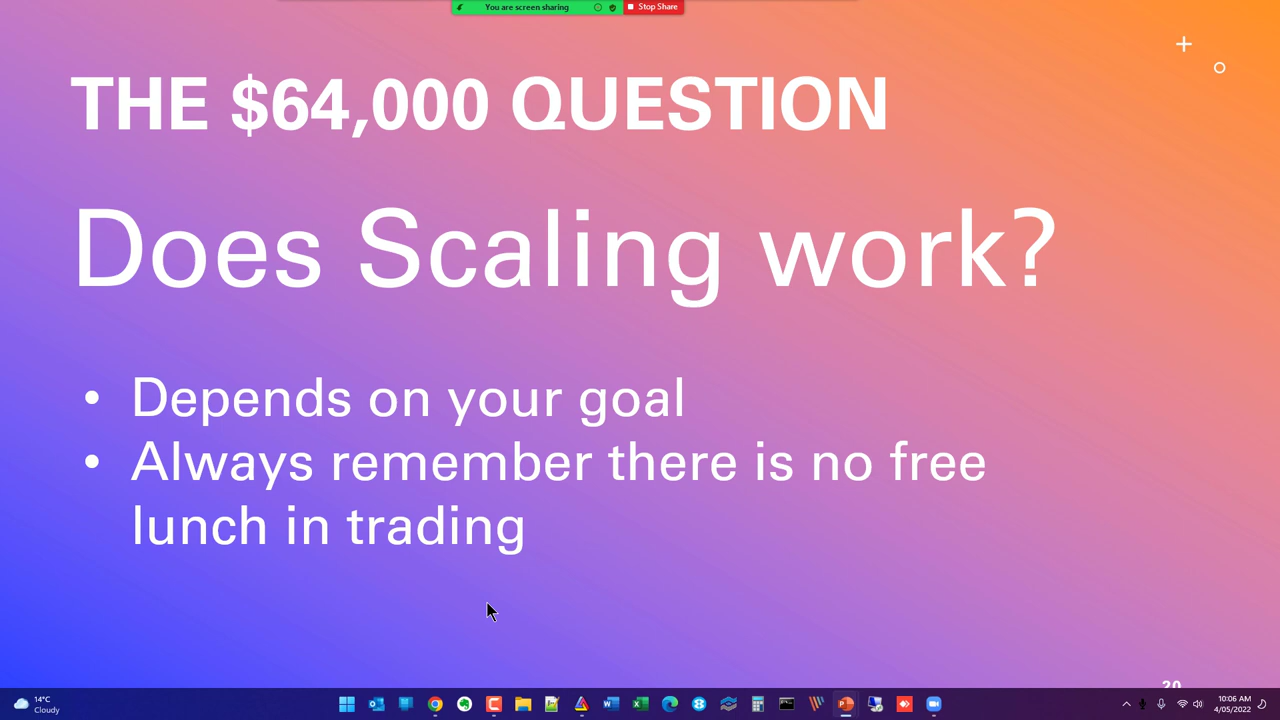 You are screen sharing
Stop Share
THE $64,000 QUESTION
Does Scaling work?
• Depends on your goal
• Always remember there is no free
lunch in trading
20
14°C
Cloudy
10:06 AM
4/05/2022